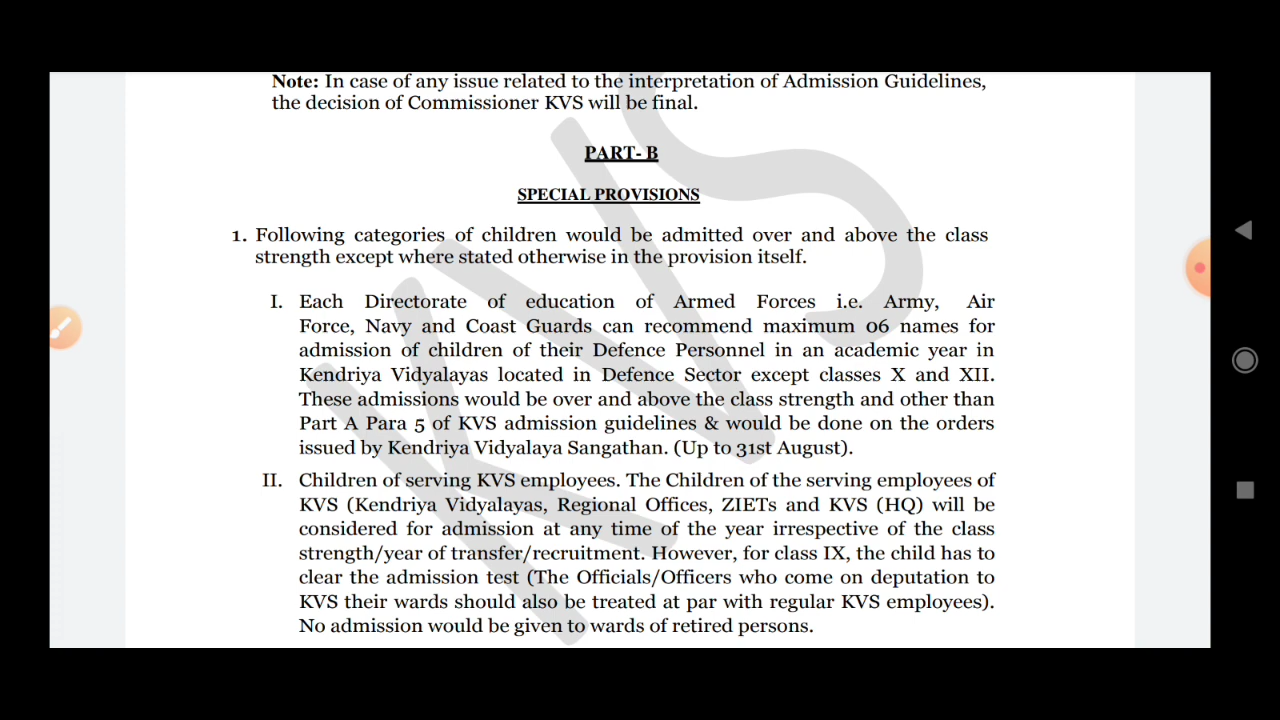 Note: In case of any issue related to the interpretation of Admission Guidelines,
the decision of Commissioner KVS will be final.
PART- B
SPECIAL PROVISIONS
1. Following categories of children would be admitted over and above the class
strength except where stated otherwise in the provision itself.
I. Each Directorate of education of Armed Forces i.e. Army, Air
Force, Navy and Coast Guards can recommend maximum 06 names for
admission of children of their Defence Personnel in an academic year in
Kendriya Vidyalayas located in Defence Sector except classes X and XII.
These admissions would be over and above the class strength and other than
Part A Para 5 of KVS admission guidelines & would be done on the orders
issued by Kendriya Vidyalaya Sangathan. (Up to 31st August).
II. Children of serving KVS employees. The Children of the serving employees of
KVS (Kendriya Vidyalayas, Regional Offices, ZIETs and KVS (HQ) will be
considered for admission at any time of the year irrespective of the class
strength/year of transfer/recruitment. However, for class IX, the child has to
clear the admission test (The Officials/Officers who come on deputation to
KVS their wards should also be treated at par with regular KVS employees).
No admission would be given to wards of retired persons.
KVS